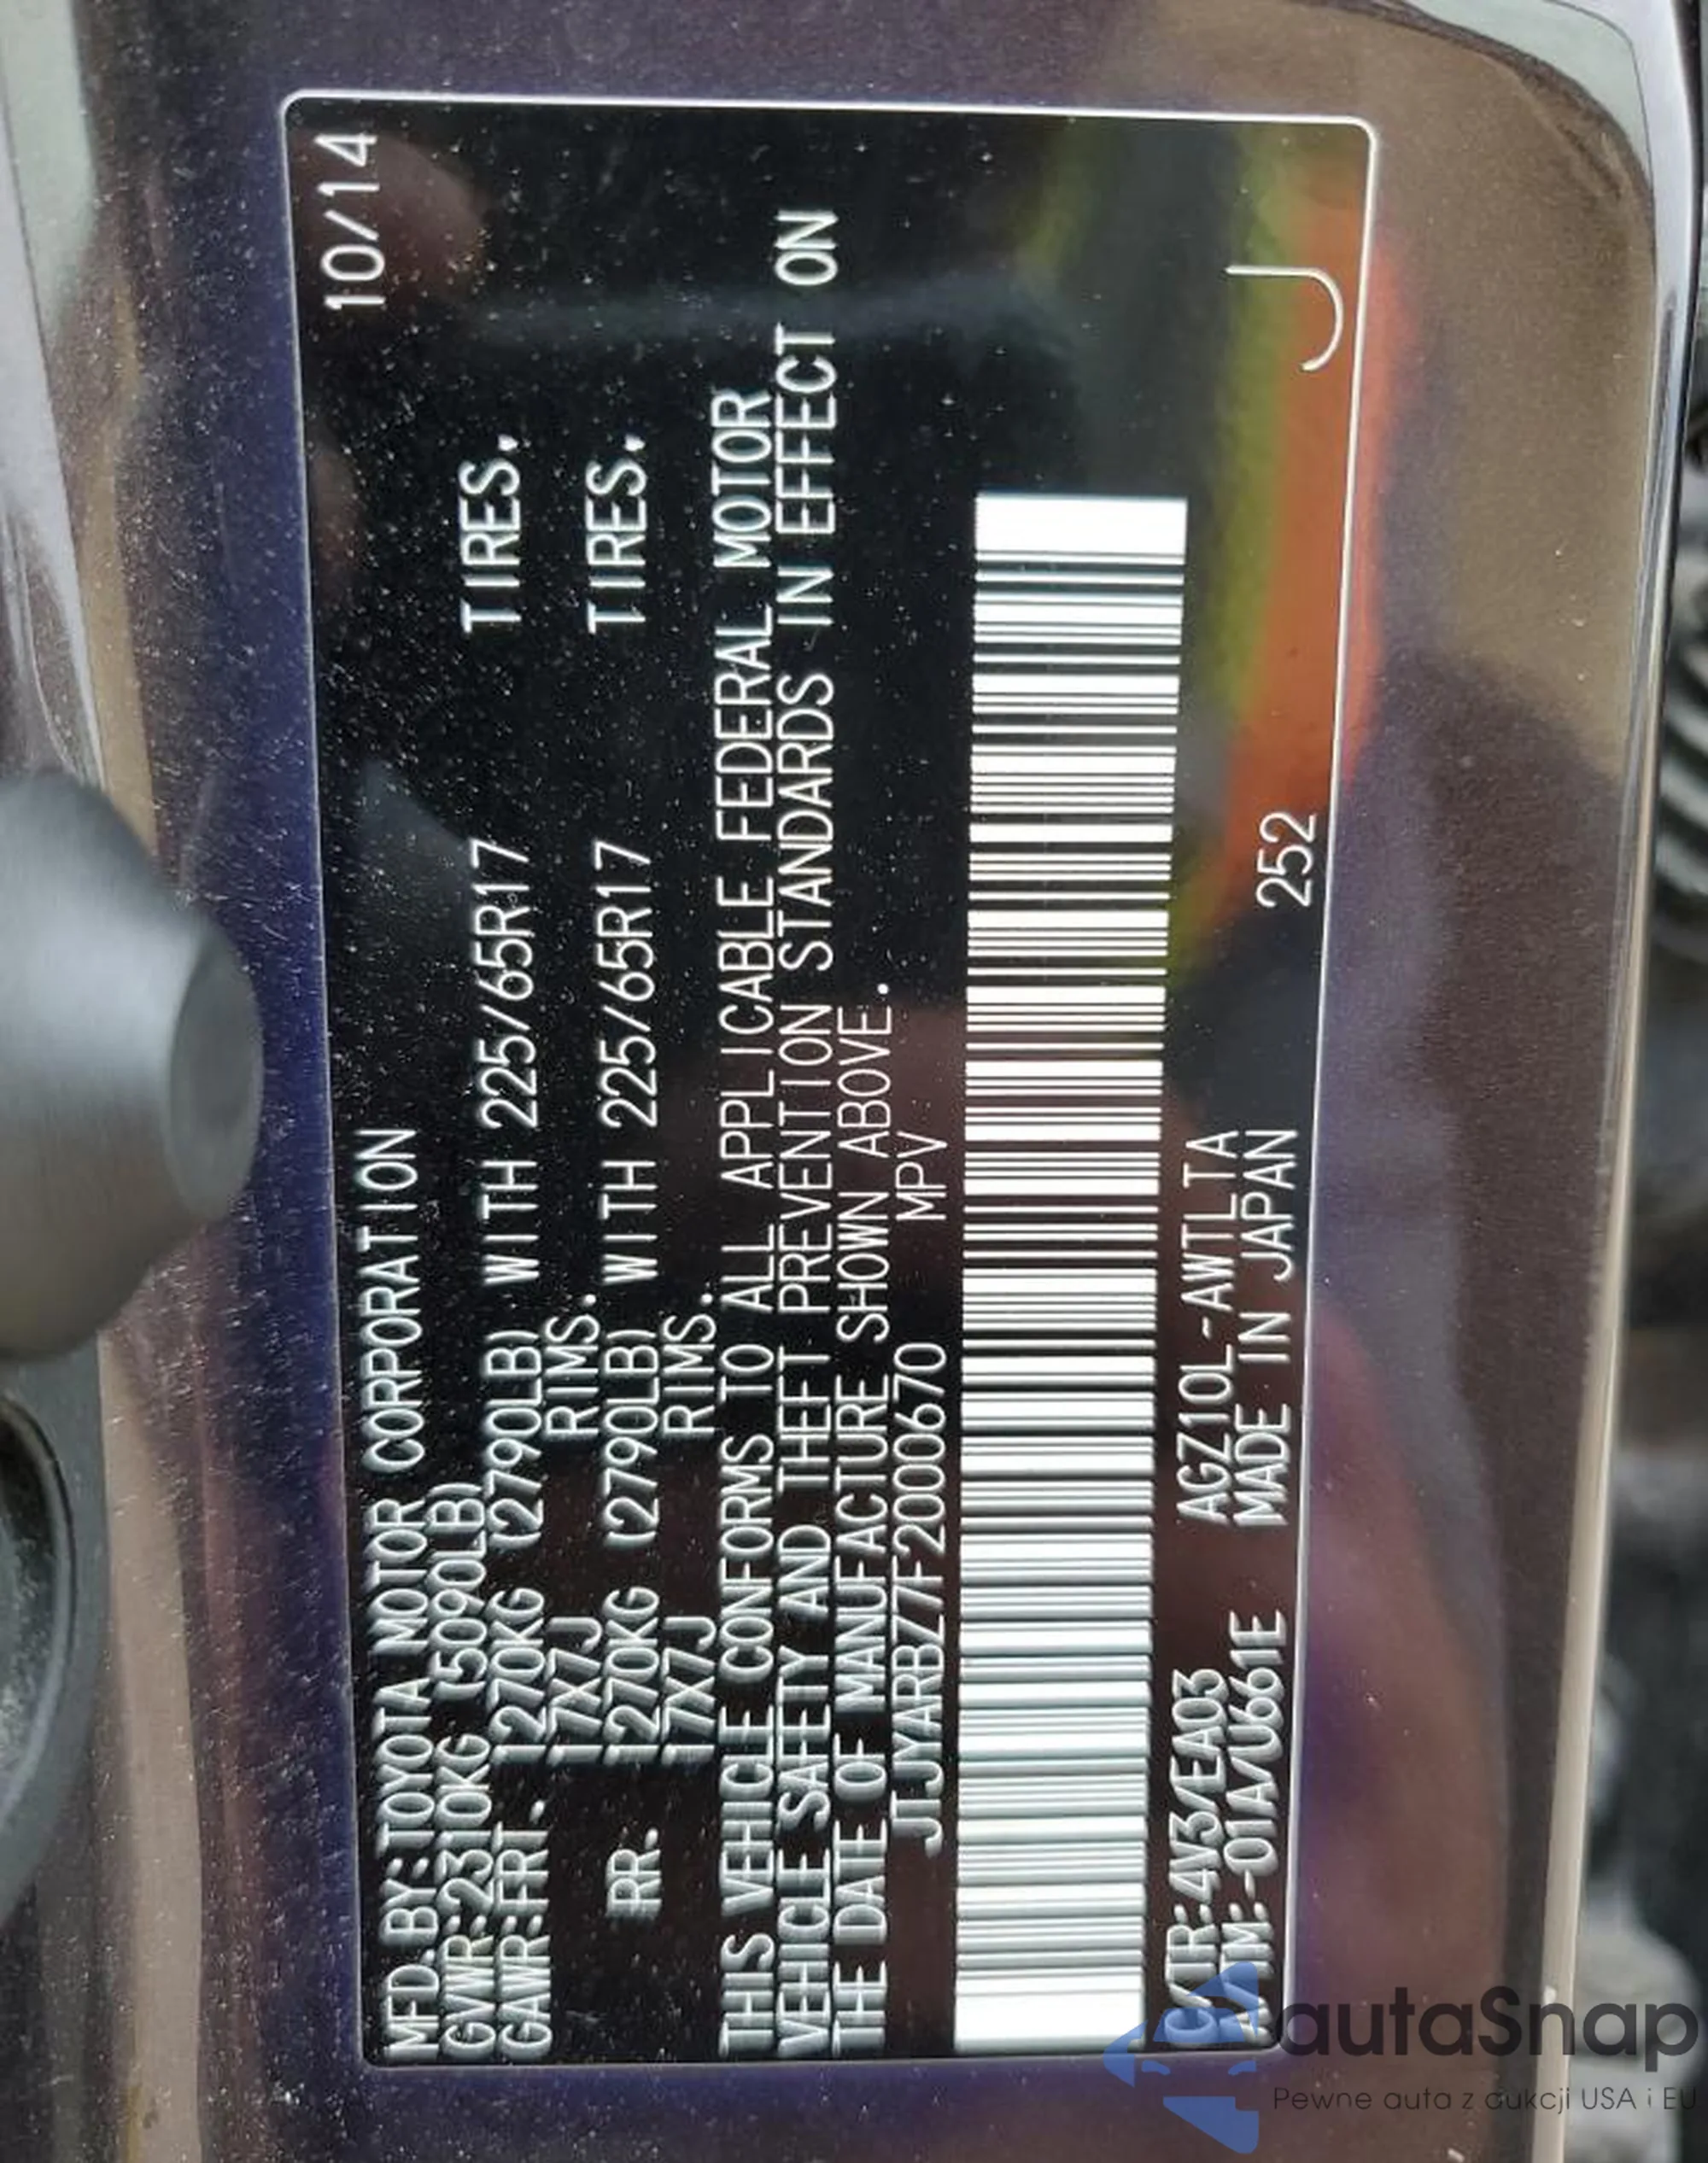 10/14
MFD.BY:TOYOTA MOTOR CORPORATION
GVWR:2310KG (5090LB)
GAWR:FRT. 1270KG (2790LB) WITH 225/65R17 TIRES,
17X7J RIMS.
RR. 1270KG (2790LB) WITH 225/65R17 TIRES,
17X7J RIMS.
THIS VEHICLE CONFORMS TO ALL APPLICABLE FEDERAL MOTOR
VEHICLE SAFETY AND THEFT PREVENTION STANDARDS IN EFFECT ON
THE DATE OF MANUFACTURE SHOWN ABOVE.
JTJYARBZ7F2000670 MPV
C/TR:4V3/EA03 AGZ10L-AWTLTA
A/TM:-01A/U661E MADE IN JAPAN 252
J
autaSnap
Pewne auta z aukcji USA i EU